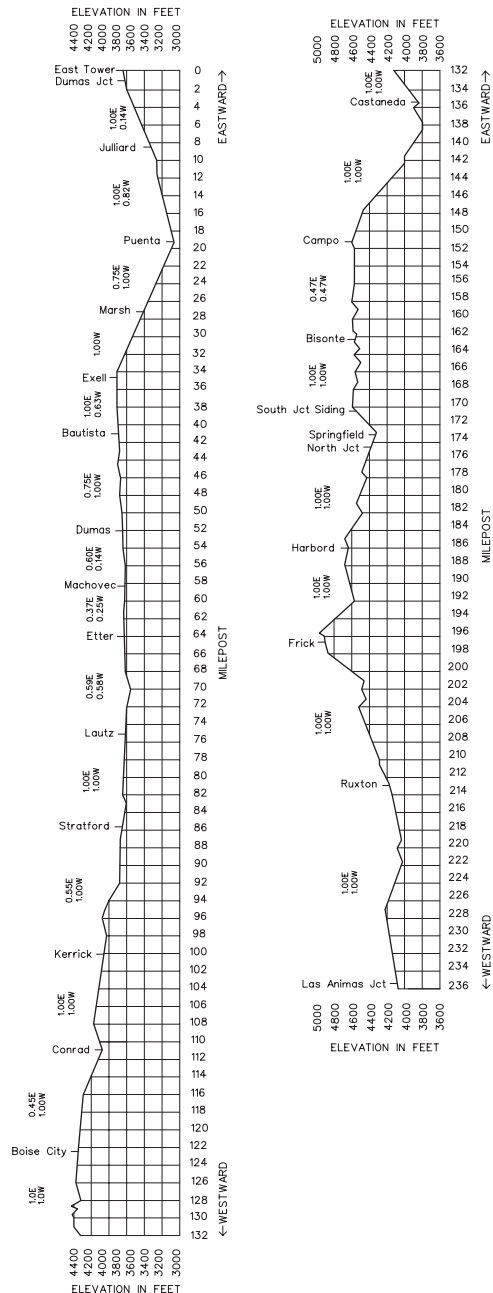 ELEVATION IN FEET
4400 4200 4000 3800 3600 3400 3200 3000
East Tower
0
EASTWARD→
Dumas Jct
2
4
1.00E
0.14W
6
8
Julliard
10
12
1.00E
0.82W
14
16
18
Puenta
20
22
0.75E
1.00W
24
26
Marsh
28
30
1.00W
32
34
Exell
36
1.00E
0.63W
38
40
Bautista
42
44
0.75E
1.00W
46
48
50
Dumas
52
54
0.60E
0.14W
56
Machovec
58
60
0.37E
0.25W
62
Etter
64
MILEPOST
66
68
0.59E
0.58W
70
72
74
Lautz
76
78
1.00E
1.00W
80
82
84
Stratford
86
88
90
0.55E
1.00W
92
94
96
98
Kerrick
100
102
104
1.00E
1.00W
106
108
110
Conrad
112
114
0.45E
1.00W
116
118
120
Boise City
122
124
126
1.0E
1.0W
128
130
132
←WESTWARD
4400 4200 4000 3800 3600 3400 3200 3000
ELEVATION IN FEET
ELEVATION IN FEET
5000 4800 4600 4400 4200 4000 3800 3600
132
EASTWARD→
1.00E
1.00W
134
Castaneda
136
138
140
142
1.00E
1.00W
144
146
148
150
Campo
152
154
0.47E
0.47W
156
158
160
162
Bisonte
164
166
1.00E
1.00W
168
170
South Jct Siding
172
Springfield
174
North Jct
176
178
1.00E
1.00W
180
182
184
Harbord
186
MILEPOST
188
190
1.00E
1.00W
192
194
196
Frick
198
200
202
204
1.00E
1.00W
206
208
210
212
Ruxton
214
216
218
220
222
1.00E
1.00W
224
226
228
230
232
234
Las Animas Jct
236
←WESTWARD
5000 4800 4600 4400 4200 4000 3800 3600
ELEVATION IN FEET